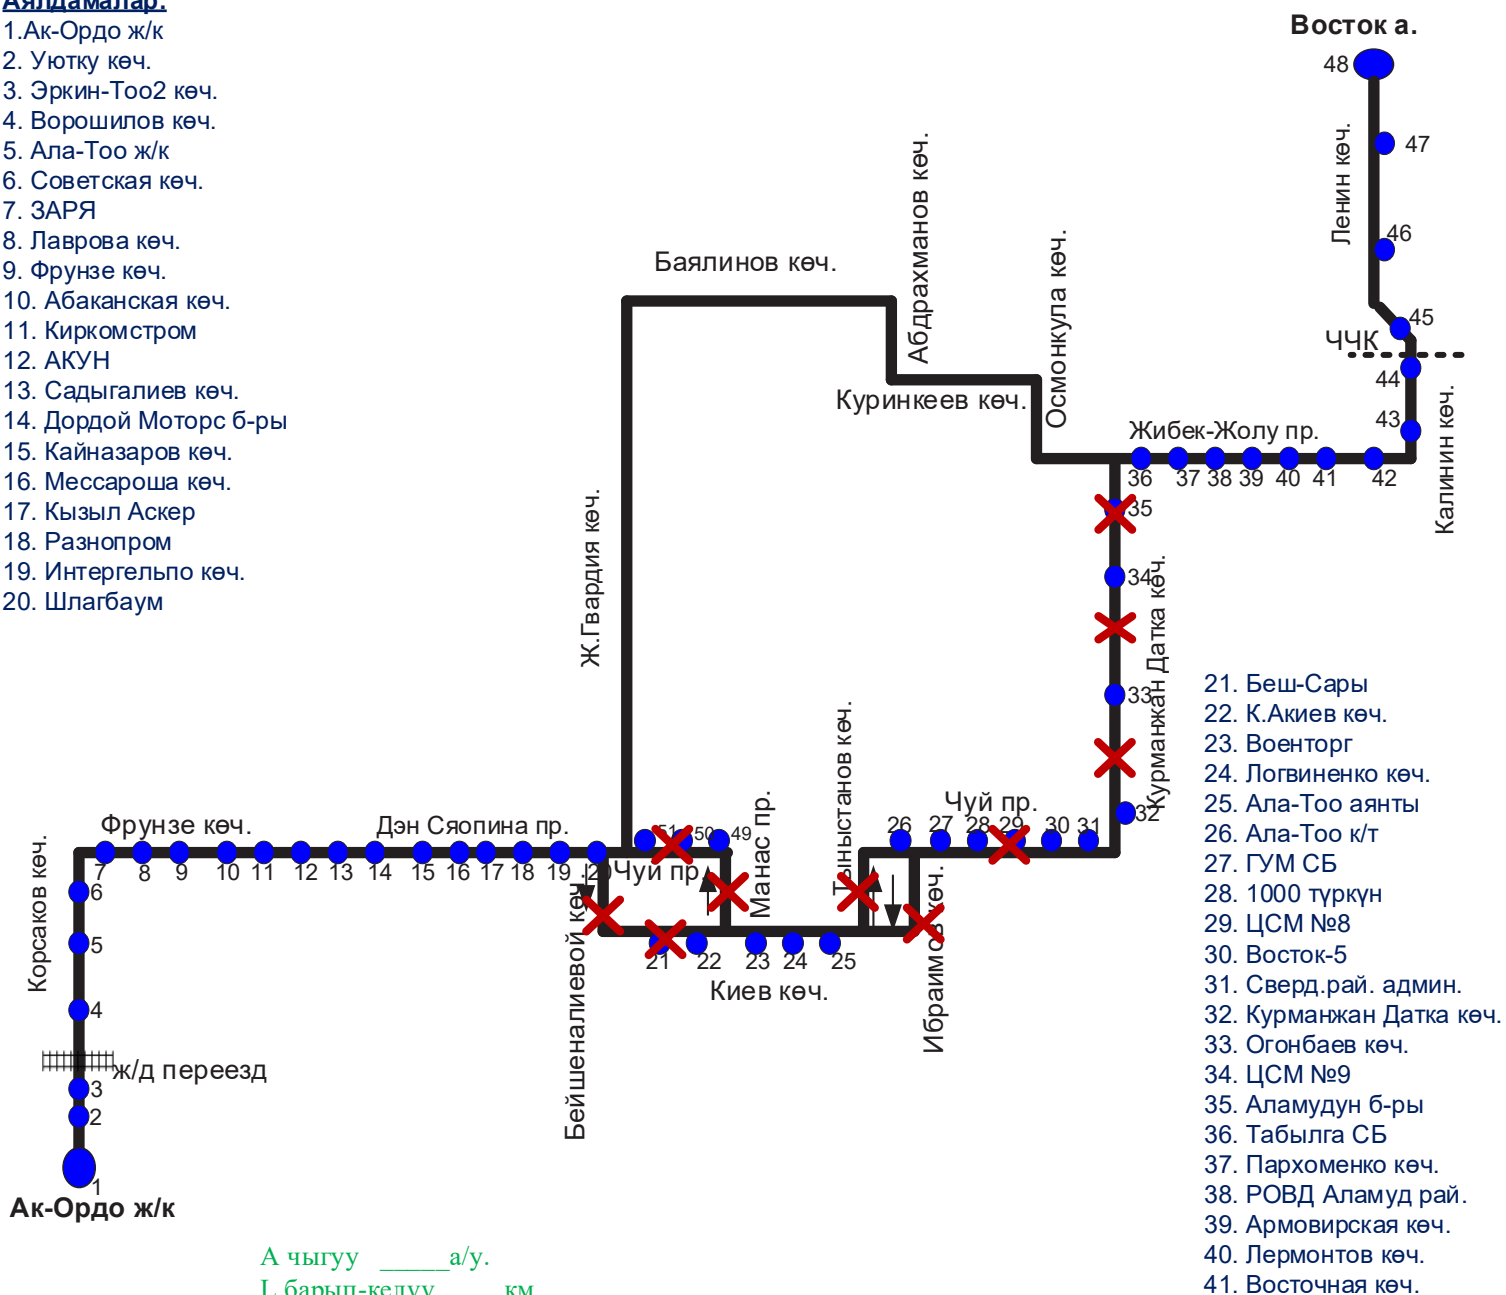 Аялдамалар:
1.Ак-Ордо ж/к
2. Уютку көч.
3. Эркин-Тоо2 көч.
4. Ворошилов көч.
5. Ала-Тоо ж/к
6. Советская көч.
7. ЗАРЯ
8. Лаврова көч.
9. Фрунзе көч.
10. Абаканская көч.
11. Киркомстром
12. АКУН
13. Садыгалиев көч.
14. Дордой Моторс б-ры
15. Кайназаров көч.
16. Мессароша көч.
17. Кызыл Аскер
18. Разнопром
19. Интергельпо көч.
20. Шлагбаум
Восток а.
48
47
Ленин көч.
46
45
ЧЧК
44
43
Калинин көч.
Баялинов көч.
Абдрахманов көч.
Осмонкула көч.
Куринкеев көч.
Жибек-Жолу пр.
36 37 38 39 40 41 42
35
34
33
32
Курманжан Датка көч.
Ж.Гвардия көч.
Тыныстанов көч.
Чуй пр.
26 27 28 29 30 31
Манас пр.
51 50 49
Фрунзе көч.
Дэн Сяопина пр.
7 8 9 10 11 12 13 14 15 16 17 18 19 20
Чуй пр.
Корсаков көч.
6
5
4
ж/д переезд
3
2
1
Ак-Ордо ж/к
Бейшеналиевой көч.
21 22 23 24 25
Киев көч.
Ибраимов көч.
21. Беш-Сары
22. К.Акиев көч.
23. Военторг
24. Логвиненко көч.
25. Ала-Тоо аянты
26. Ала-Тоо к/т
27. ГУМ СБ
28. 1000 түркүн
29. ЦСМ №8
30. Восток-5
31. Сверд.рай. админ.
32. Курманжан Датка көч.
33. Огонбаев көч.
34. ЦСМ №9
35. Аламудун б-ры
36. Табылга СБ
37. Пархоменко көч.
38. РОВД Аламуд рай.
39. Армовирская көч.
40. Лермонтов көч.
41. Восточная көч.
А чыгуу _____а/у.
L барып-келүү ____ км